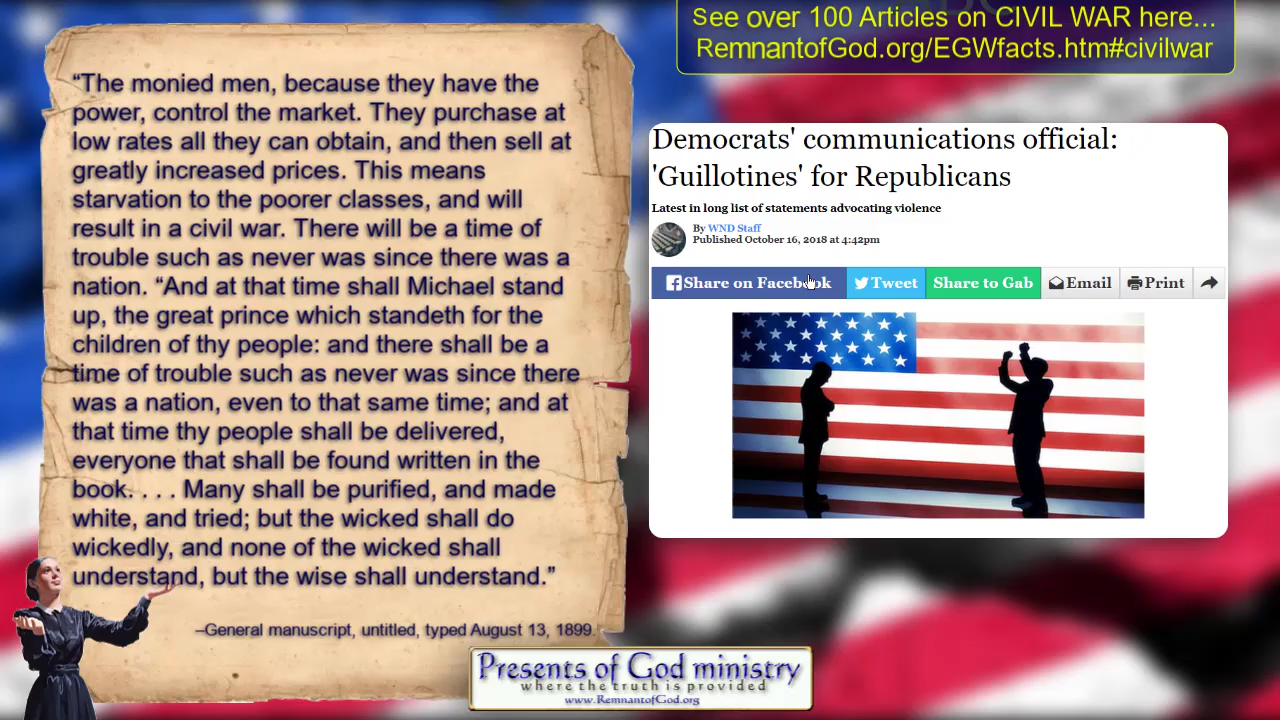 See over 100 Articles on CIVIL WAR here...
RemnantofGod.org/EGWfacts.htm#civilwar
“The monied men, because they have the
power, control the market. They purchase at
low rates all they can obtain, and then sell at
greatly increased prices. This means
starvation to the poorer classes, and will
result in a civil war. There will be a time of
trouble such as never was since there was a
nation. “And at that time shall Michael stand
up, the great prince which standeth for the
children of thy people: and there shall be a
time of trouble such as never was since there
was a nation, even to that same time; and at
that time thy people shall be delivered,
everyone that shall be found written in the
book. . . . Many shall be purified, and made
white, and tried; but the wicked shall do
wickedly, and none of the wicked shall
understand, but the wise shall understand.”
–General manuscript, untitled, typed August 13, 1899.
Democrats' communications official:
'Guillotines' for Republicans
Latest in long list of statements advocating violence
By WND Staff
Published October 16, 2018 at 4:42pm
Share on Facebook Tweet Share to Gab Email Print
Presents of God ministry
where the truth is provided
www.RemnantofGod.org